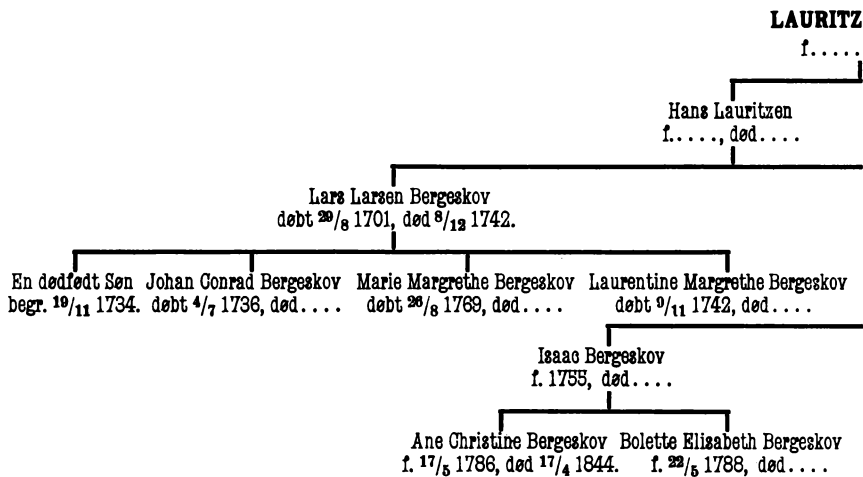 LAURITZ
f.....
Hans Lauritzen
f....., død....
Lars Larsen Bergeskov
døbt 29/8 1701, død 8/12 1742.
En dødfødt Søn
begr. 19/11 1734.
Johan Conrad Bergeskov
døbt 4/7 1736, død....
Marie Margrethe Bergeskov
døbt 26/8 1769, død....
Laurentine Margrethe Bergeskov
døbt 9/11 1742, død....
Isaac Bergeskov
f. 1755, død....
Ane Christine Bergeskov
f. 17/5 1786, død 17/4 1844.
Bolette Elisabeth Bergeskov
f. 22/5 1788, død....